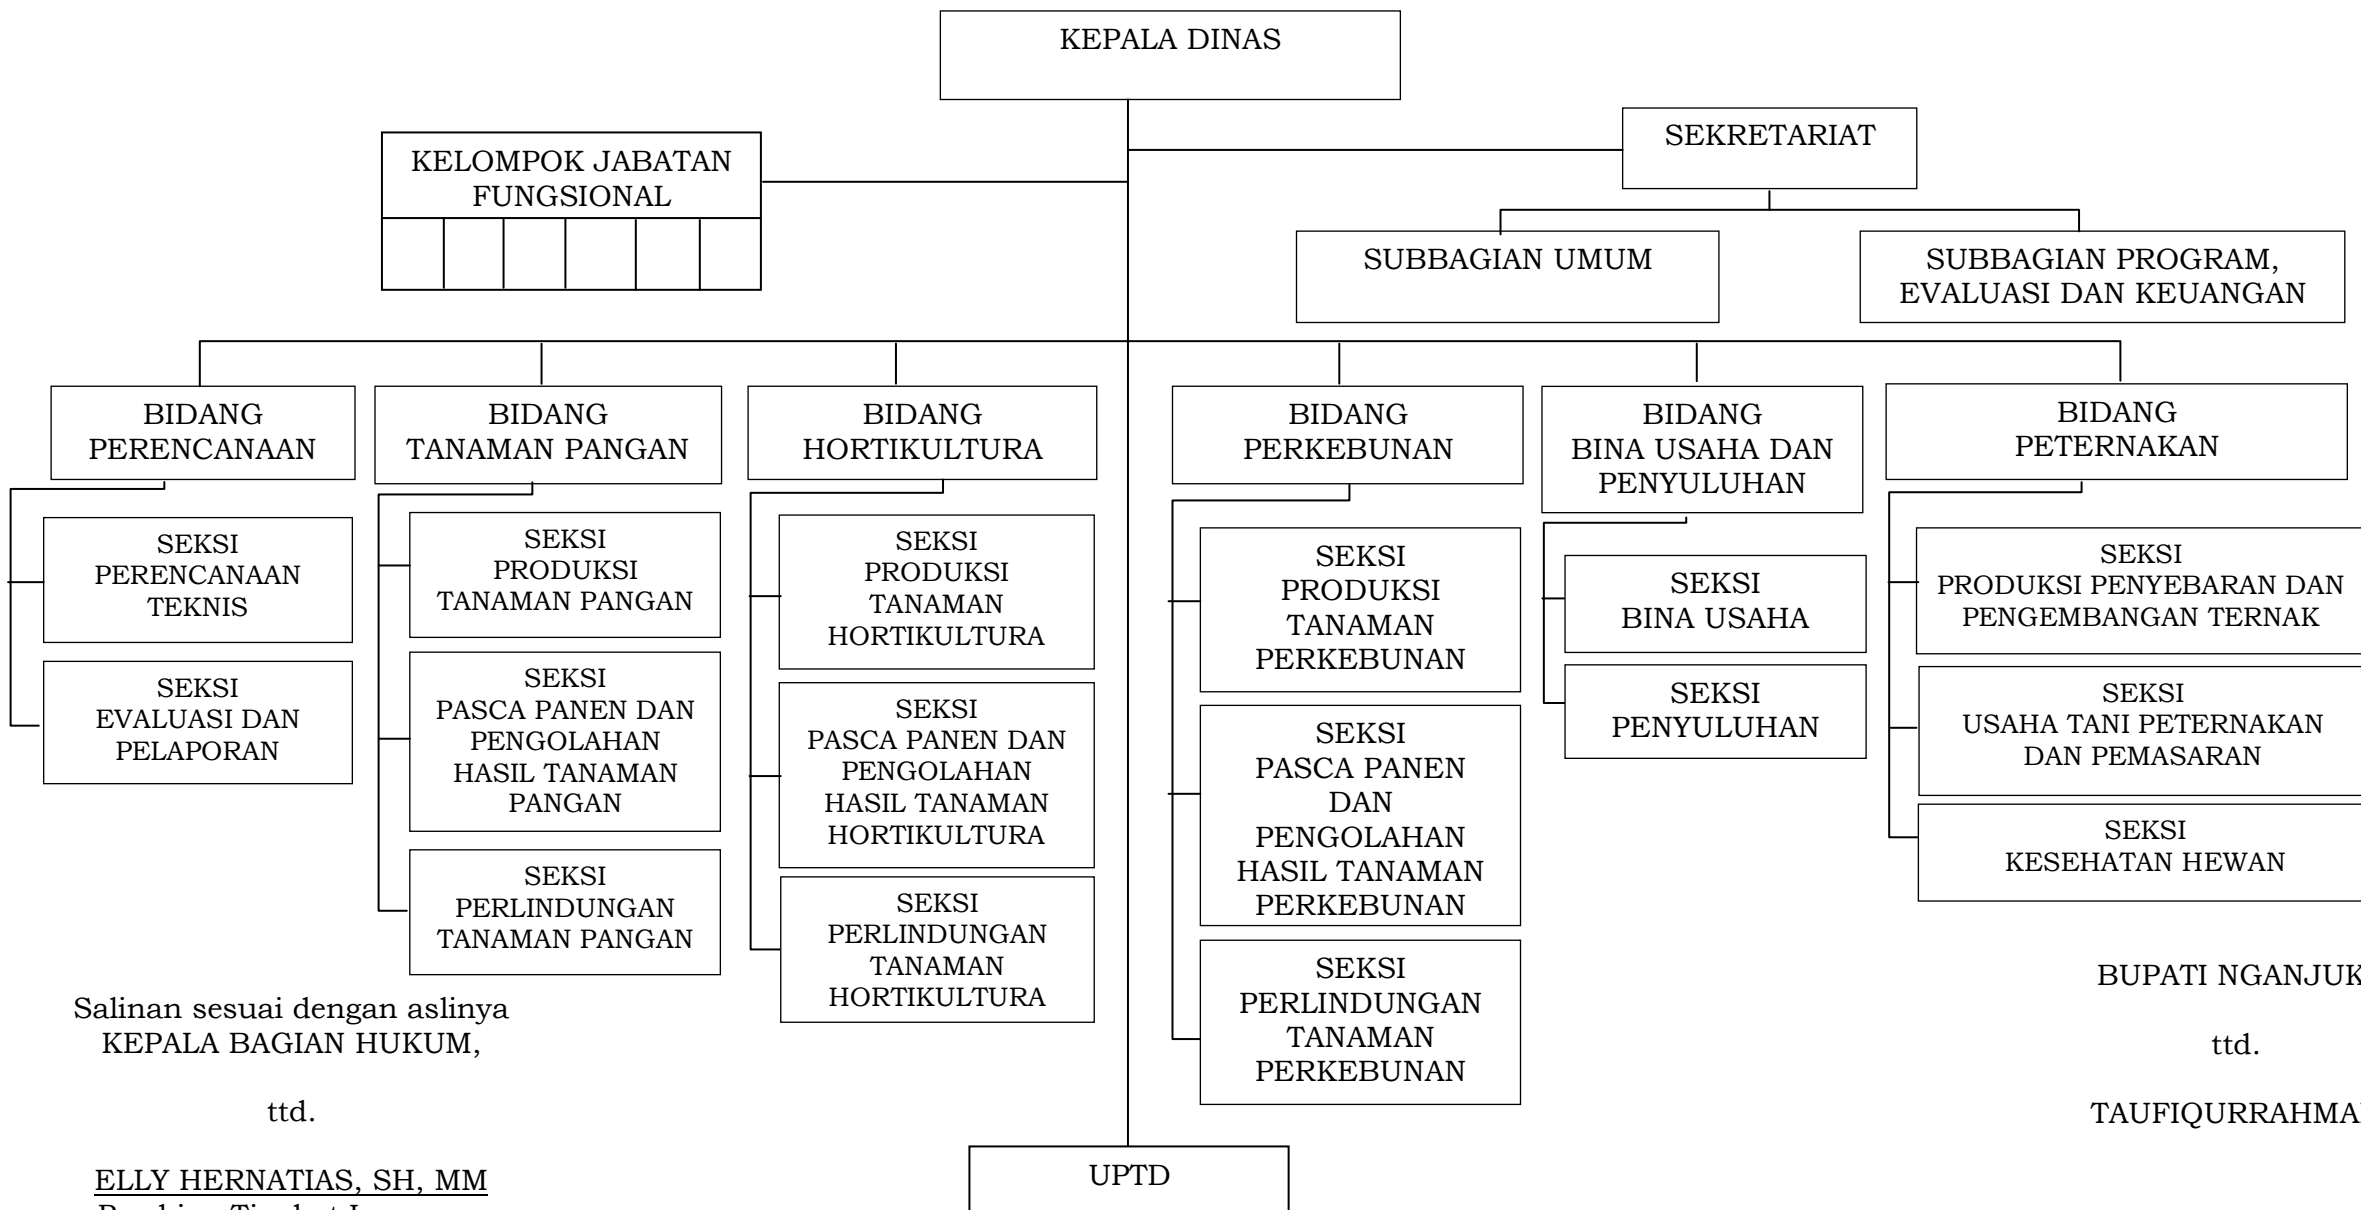 KEPALA DINAS
SEKRETARIAT
KELOMPOK JABATAN
FUNGSIONAL
SUBBAGIAN UMUM
SUBBAGIAN PROGRAM,
EVALUASI DAN KEUANGAN
BIDANG
PERENCANAAN
BIDANG
TANAMAN PANGAN
BIDANG
HORTIKULTURA
BIDANG
PERKEBUNAN
BIDANG
BINA USAHA DAN
PENYULUHAN
BIDANG
PETERNAKAN
SEKSI
PERENCANAAN
TEKNIS
SEKSI
EVALUASI DAN
PELAPORAN
SEKSI
PRODUKSI
TANAMAN PANGAN
SEKSI
PASCA PANEN DAN
PENGOLAHAN
HASIL TANAMAN
PANGAN
SEKSI
PERLINDUNGAN
TANAMAN PANGAN
SEKSI
PRODUKSI
TANAMAN
HORTIKULTURA
SEKSI
PASCA PANEN DAN
PENGOLAHAN
HASIL TANAMAN
HORTIKULTURA
SEKSI
PERLINDUNGAN
TANAMAN
HORTIKULTURA
SEKSI
PRODUKSI
TANAMAN
PERKEBUNAN
SEKSI
PASCA PANEN
DAN
PENGOLAHAN
HASIL TANAMAN
PERKEBUNAN
SEKSI
PERLINDUNGAN
TANAMAN
PERKEBUNAN
SEKSI
BINA USAHA
SEKSI
PENYULUHAN
SEKSI
PRODUKSI PENYEBARAN DAN
PENGEMBANGAN TERNAK
SEKSI
USAHA TANI PETERNAKAN
DAN PEMASARAN
SEKSI
KESEHATAN HEWAN
Salinan sesuai dengan aslinya
KEPALA BAGIAN HUKUM,
ttd.
ELLY HERNATIAS, SH, MM
BUPATI NGANJUK
ttd.
UPTD